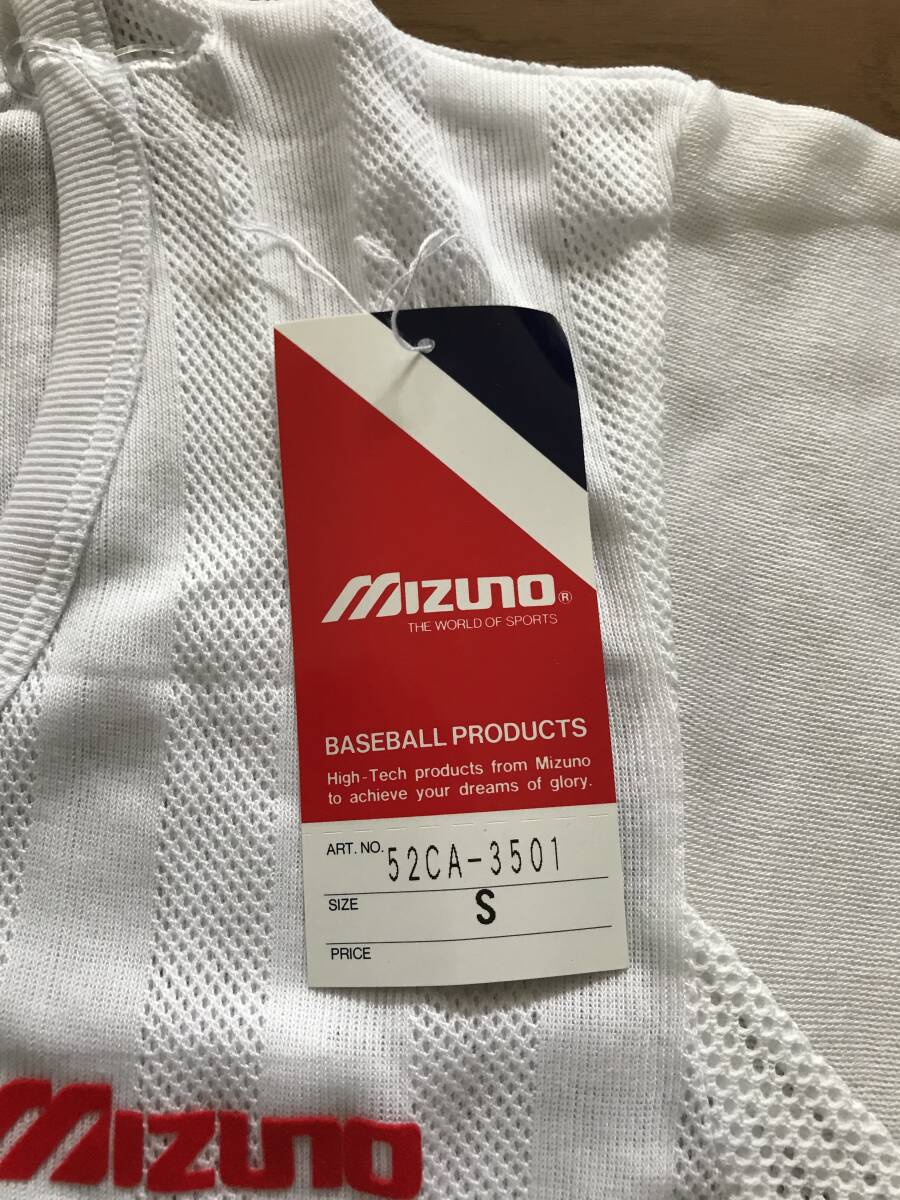 MIZUNO®
THE WORLD OF SPORTS
BASEBALL PRODUCTS
High-Tech products from Mizuno
to achieve your dreams of glory.
ART. NO. 52CA-3501
SIZE S
PRICE
MIZUNO